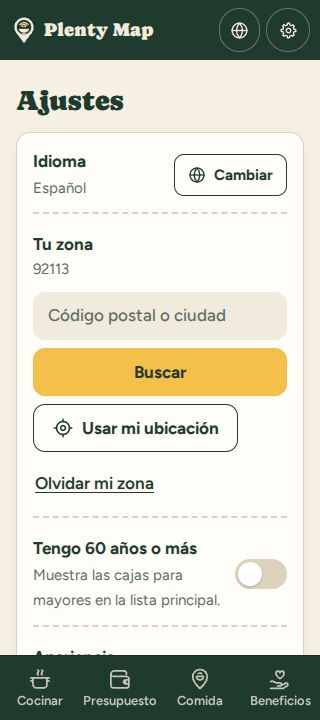 Plenty Map
Ajustes
Idioma
Español
Cambiar
Tu zona
92113
Código postal o ciudad
Buscar
Usar mi ubicación
Olvidar mi zona
Tengo 60 años o más
Muestra las cajas para
mayores en la lista principal.
Cocinar
Presupuesto
Comida
Beneficios